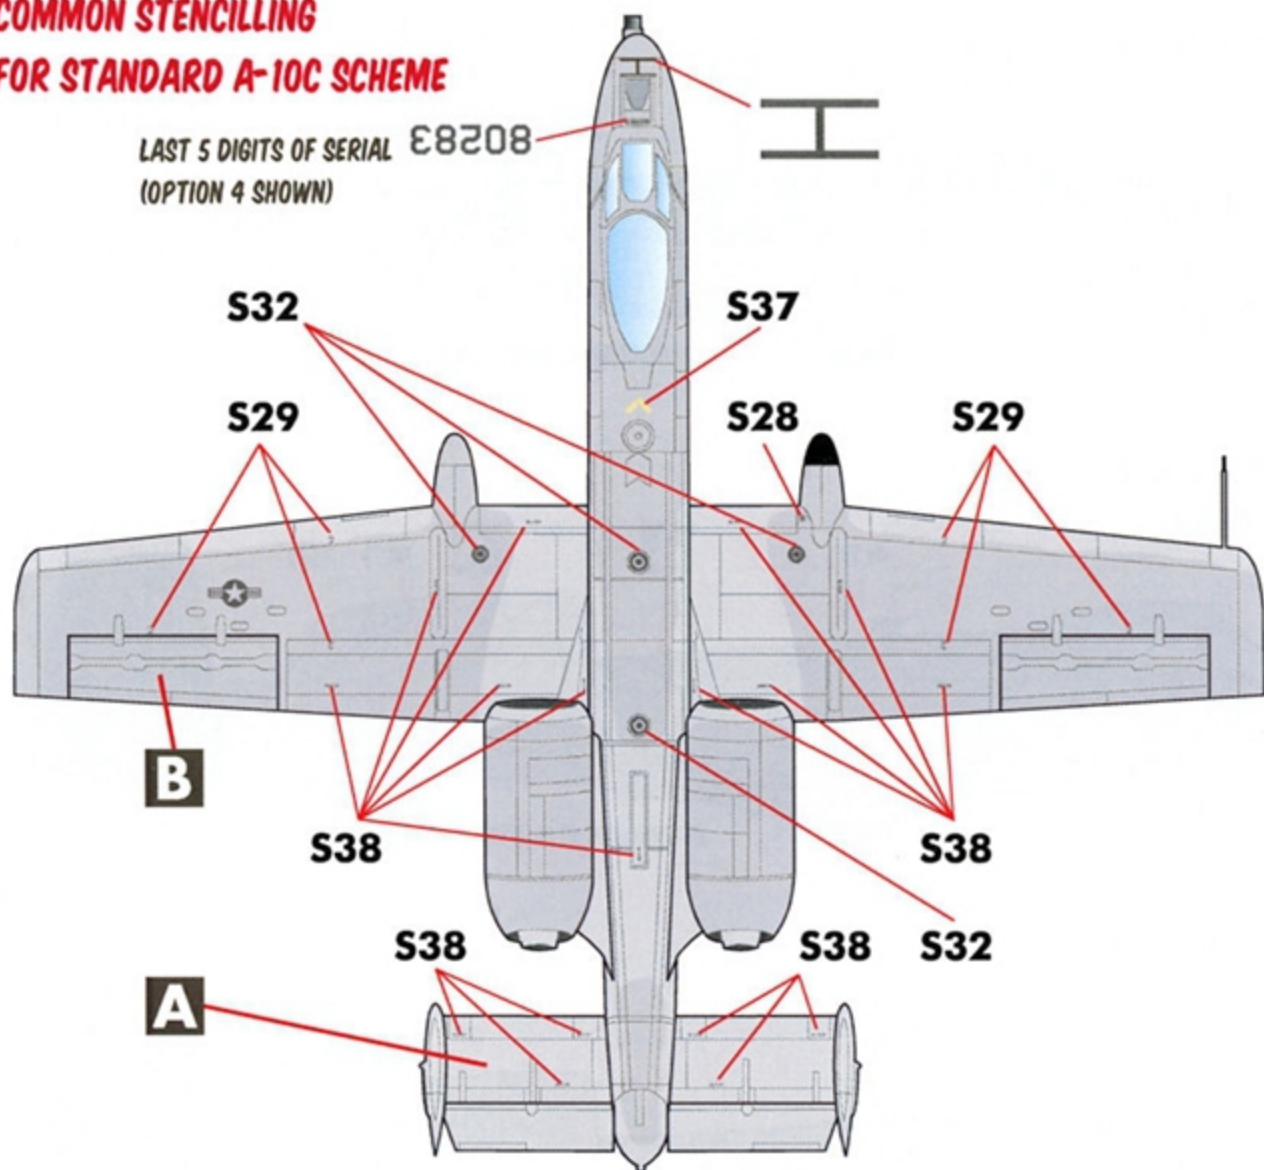 COMMON STENCILLING
FOR STANDARD A-10C SCHEME
LAST 5 DIGITS OF SERIAL
(OPTION 4 SHOWN)
80283
S32
S37
S29
S28
S29
B
S38
S38
S38
S38
S32
A